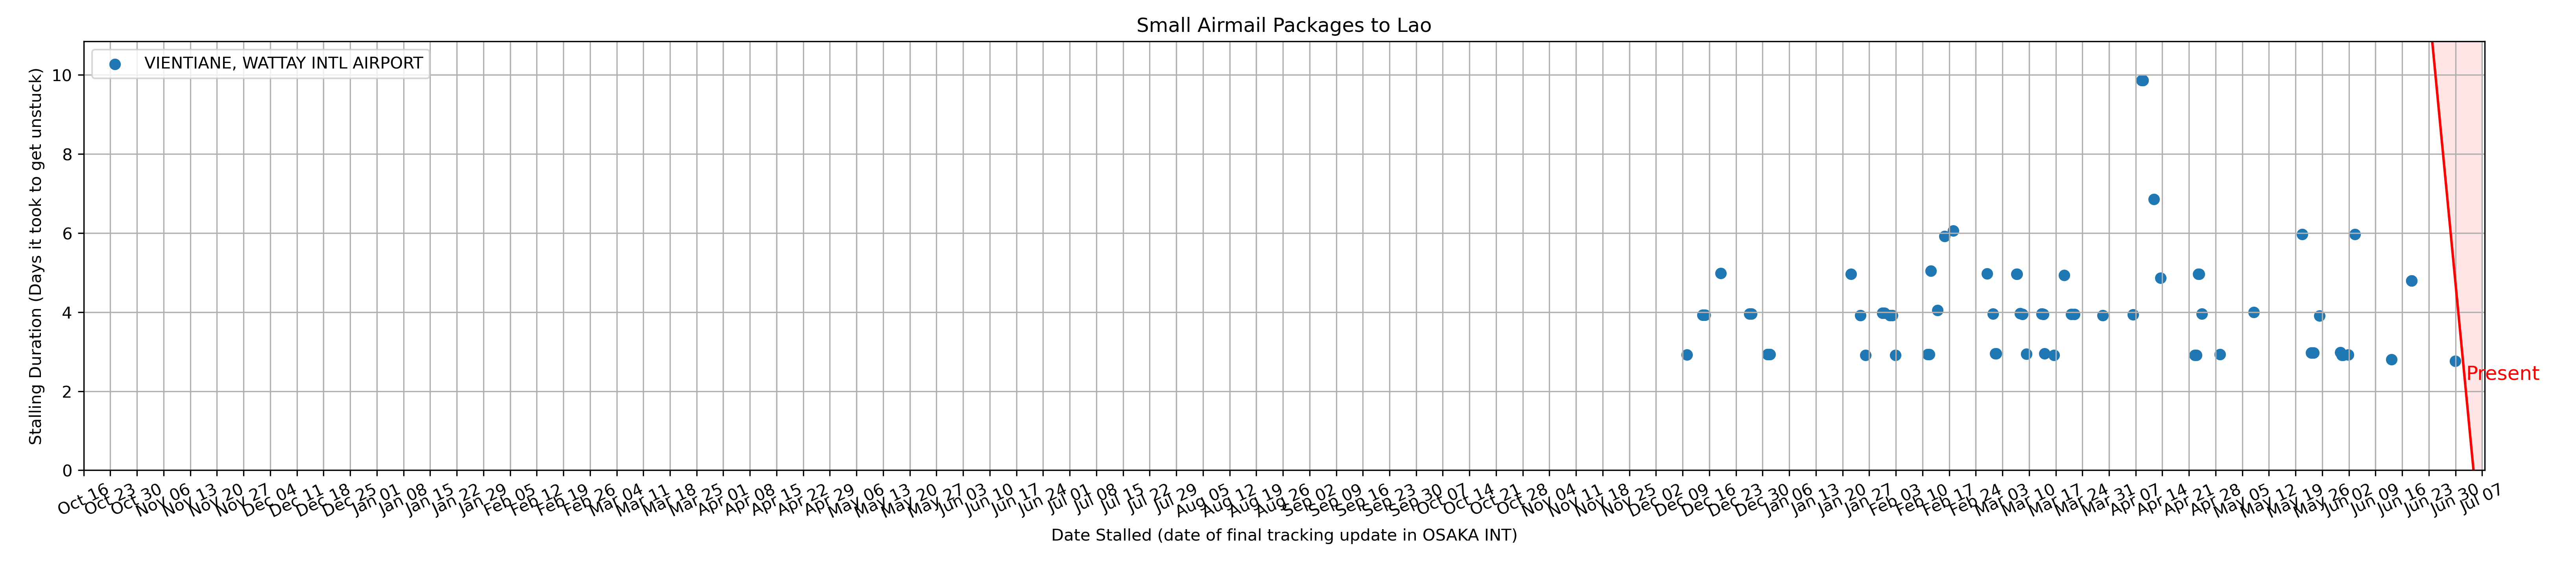 Small Airmail Packages to Lao
VIENTIANE, WATTAY INTL AIRPORT
Stalling Duration (Days it took to get unstuck)
10
8
6
4
2
0
Present
Oct 16
Oct 23
Oct 30
Nov 06
Nov 13
Nov 20
Nov 27
Dec 04
Dec 11
Dec 18
Dec 25
Jan 01
Jan 08
Jan 15
Jan 22
Jan 29
Feb 05
Feb 12
Feb 19
Feb 26
Mar 04
Mar 11
Mar 18
Mar 25
Apr 01
Apr 08
Apr 15
Apr 22
Apr 29
May 06
May 13
May 20
May 27
Jun 03
Jun 10
Jun 17
Jun 24
Jul 01
Jul 08
Jul 15
Jul 22
Jul 29
Aug 05
Aug 12
Aug 19
Aug 26
Sep 02
Sep 09
Sep 16
Sep 23
Sep 30
Oct 07
Oct 14
Oct 21
Oct 28
Nov 04
Nov 11
Nov 18
Nov 25
Dec 02
Dec 09
Dec 16
Dec 23
Dec 30
Jan 06
Jan 13
Jan 20
Jan 27
Feb 03
Feb 10
Feb 17
Feb 24
Mar 03
Mar 10
Mar 17
Mar 24
Mar 31
Apr 07
Apr 14
Apr 21
Apr 28
May 05
May 12
May 19
May 26
Jun 02
Jun 09
Jun 16
Jun 23
Jun 30
Jul 07
Date Stalled (date of final tracking update in OSAKA INT)